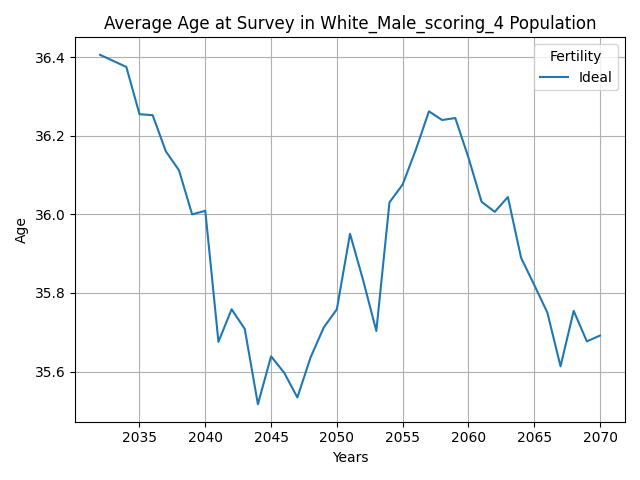 Average Age at Survey in White_Male_scoring_4 Population
Fertility
Ideal
Age
36.4
36.2
36.0
35.8
35.6
2035 2040 2045 2050 2055 2060 2065 2070
Years